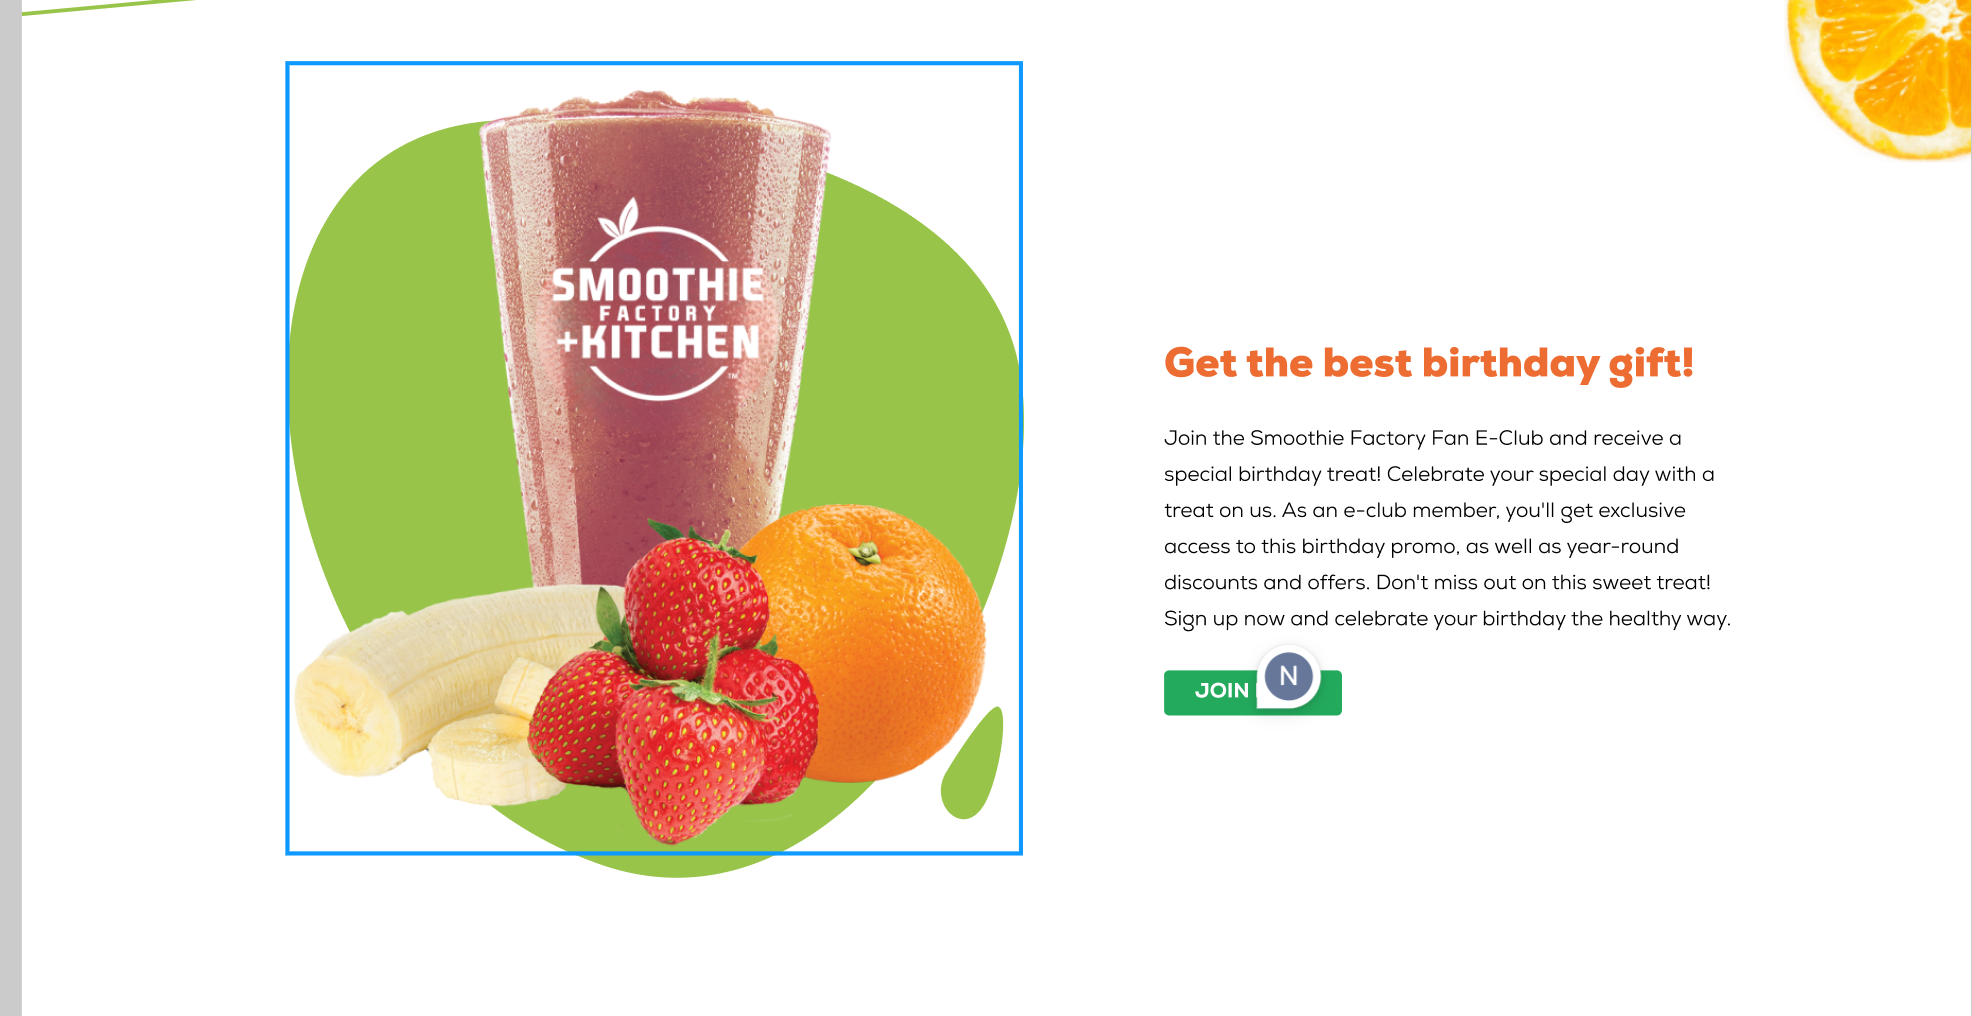 SMOOTHIE
FACTORY
+KITCHEN
™
Get the best birthday gift!
Join the Smoothie Factory Fan E-Club and receive a
special birthday treat! Celebrate your special day with a
treat on us. As an e-club member, you'll get exclusive
access to this birthday promo, as well as year-round
discounts and offers. Don't miss out on this sweet treat!
Sign up now and celebrate your birthday the healthy way.
JOIN
N